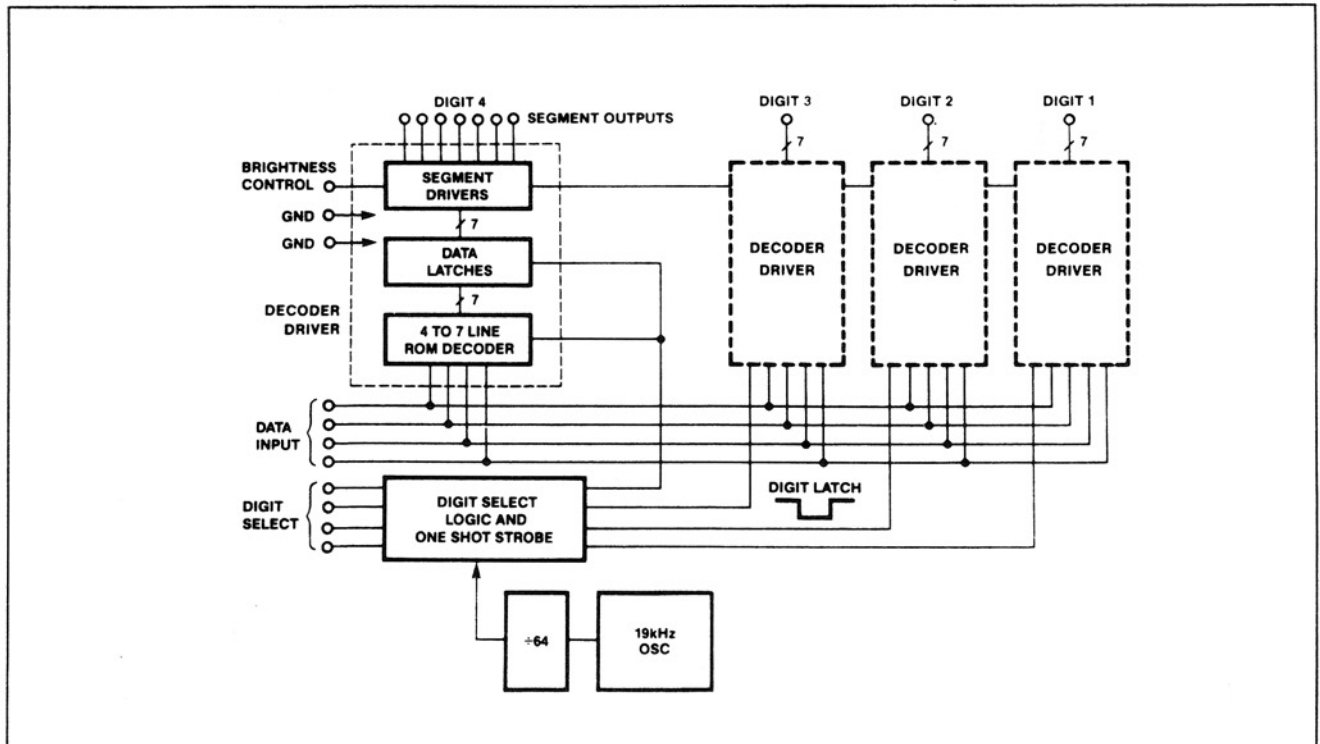 DIGIT 4
SEGMENT OUTPUTS
DIGIT 3
DIGIT 2
DIGIT 1
7
7
7
BRIGHTNESS
CONTROL
SEGMENT
DRIVERS
GND
7
GND
DATA
LATCHES
DECODER
DRIVER
DECODER
DRIVER
DECODER
DRIVER
7
DECODER
DRIVER
4 TO 7 LINE
ROM DECODER
DATA
INPUT
DIGIT
SELECT
DIGIT SELECT
LOGIC AND
ONE SHOT STROBE
DIGIT LATCH
÷64
19kHz
OSC